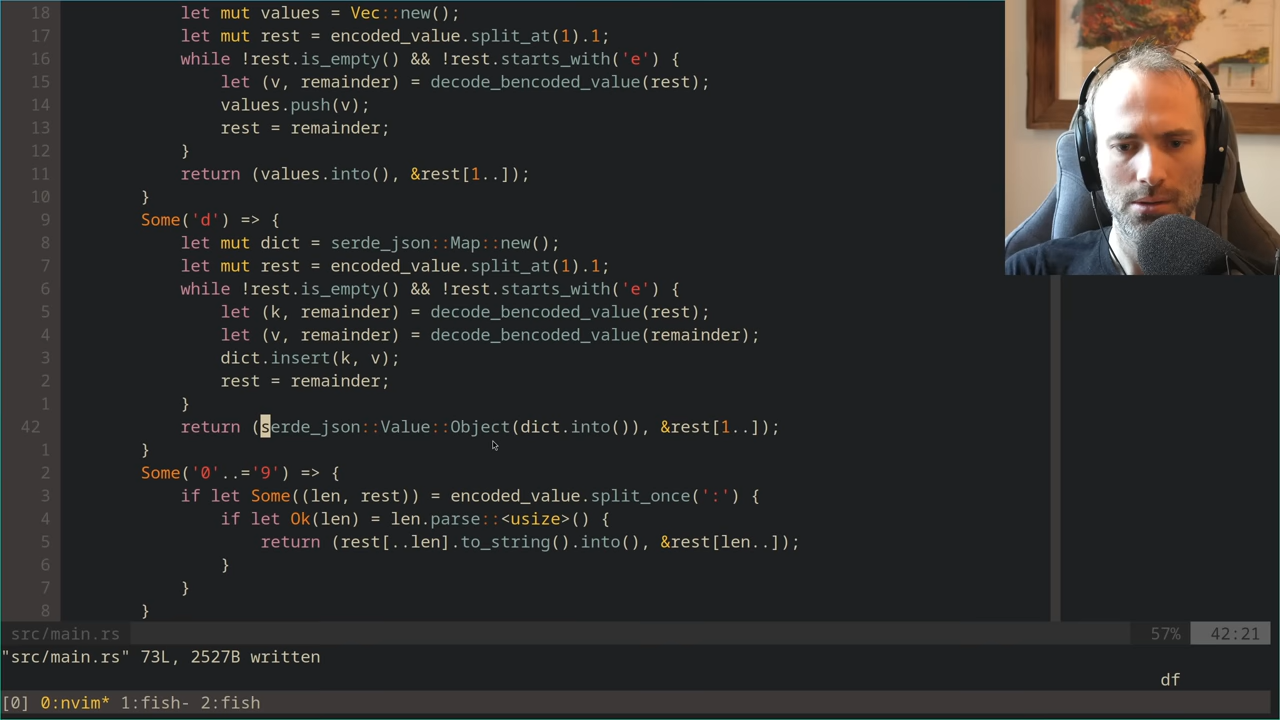 18 let mut values = Vec::new();
17 let mut rest = encoded_value.split_at(1).1;
16 while !rest.is_empty() && !rest.starts_with('e') {
15 let (v, remainder) = decode_bencoded_value(rest);
14 values.push(v);
13 rest = remainder;
12 }
11 return (values.into(), &rest[1..]);
10 }
9 Some('d') => {
8 let mut dict = serde_json::Map::new();
7 let mut rest = encoded_value.split_at(1).1;
6 while !rest.is_empty() && !rest.starts_with('e') {
5 let (k, remainder) = decode_bencoded_value(rest);
4 let (v, remainder) = decode_bencoded_value(remainder);
3 dict.insert(k, v);
2 rest = remainder;
1 }
42 return (serde_json::Value::Object(dict.into()), &rest[1..]);
1 }
2 Some('0'..='9') => {
3 if let Some((len, rest)) = encoded_value.split_once(':') {
4 if let Ok(len) = len.parse::<usize>() {
5 return (rest[..len].to_string().into(), &rest[len..]);
6 }
7 }
8 }
src/main.rs 57% 42:21
"src/main.rs" 73L, 2527B written
df
[0] 0:nvim* 1:fish- 2:fish